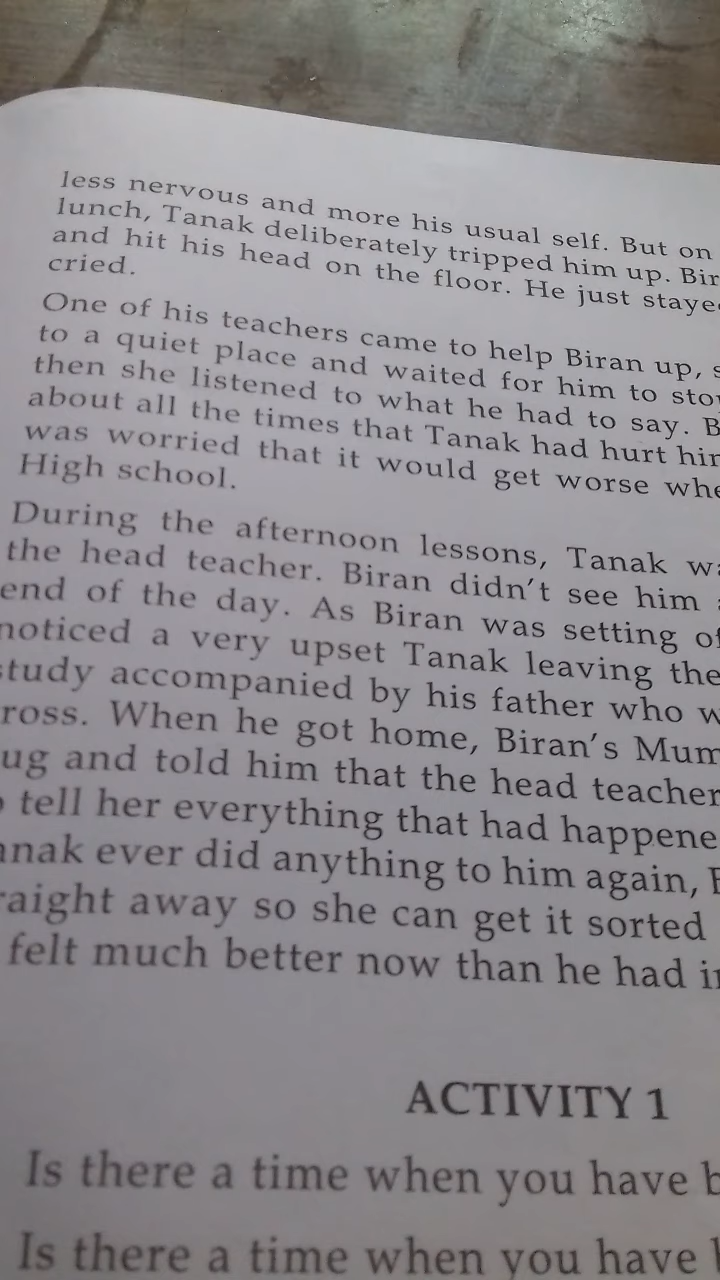 less nervous and more his usual self. But on
lunch, Tanak deliberately tripped him up. Bir
and hit his head on the floor. He just staye
cried.
One of his teachers came to help Biran up, s
to a quiet place and waited for him to sto
then she listened to what he had to say. B
about all the times that Tanak had hurt hi
was worried that it would get worse whe
High school.
During the afternoon lessons, Tanak wa
the head teacher. Biran didn't see him
end of the day. As Biran was setting of
noticed a very upset Tanak leaving the
study accompanied by his father who w
ross. When he got home, Biran's Mum
ug and told him that the head teacher
tell her everything that had happene
anak ever did anything to him again,
raight away so she can get it sorted
felt much better now than he had i
ACTIVITY 1
Is there a time when you have b
Is there a time when you have